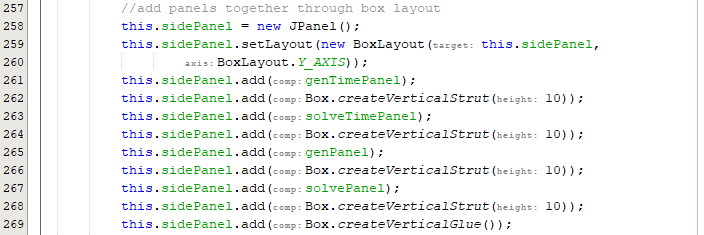 257 //add panels together through box layout
258 this.sidePanel = new JPanel();
259 this.sidePanel.setLayout(new BoxLayout(target: this.sidePanel,
260 axis: BoxLayout.Y_AXIS));
261 this.sidePanel.add(comp: genTimePanel);
262 this.sidePanel.add(comp: Box.createVerticalStrut(height: 10));
263 this.sidePanel.add(comp: solveTimePanel);
264 this.sidePanel.add(comp: Box.createVerticalStrut(height: 10));
265 this.sidePanel.add(comp: genPanel);
266 this.sidePanel.add(comp: Box.createVerticalStrut(height: 10));
267 this.sidePanel.add(comp: solvePanel);
268 this.sidePanel.add(comp: Box.createVerticalStrut(height: 10));
269 this.sidePanel.add(comp: Box.createVerticalGlue());